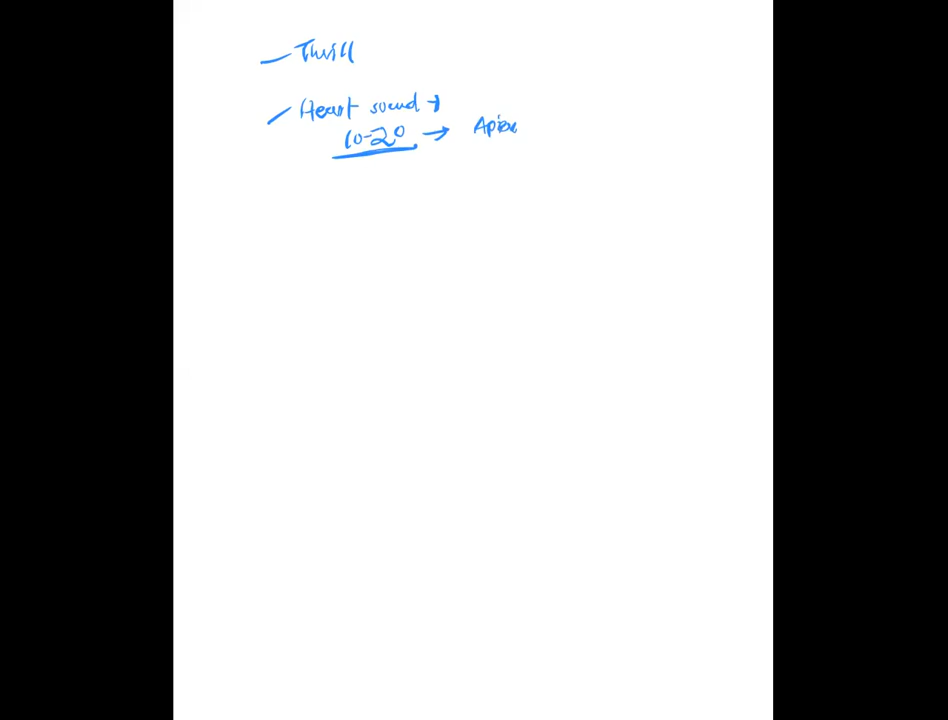 – Thrill
– Heart sound →
10-20 → Apex